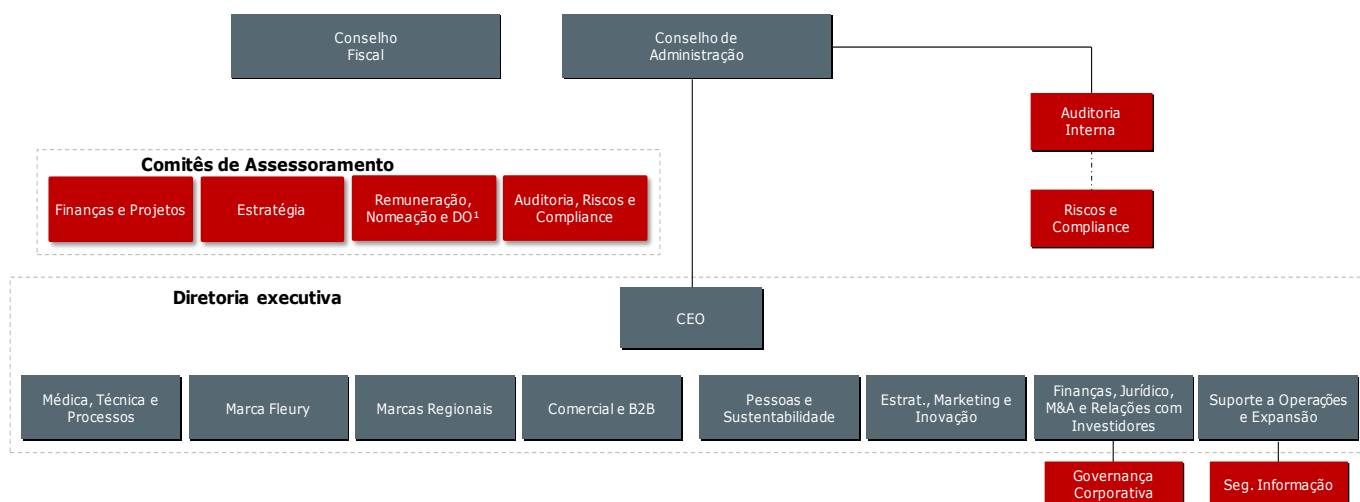 Conselho
Fiscal
Conselho de
Administração
Auditoria
Interna
Comitês de Assessoramento
Finanças e Projetos
Estratégia
Remuneração,
Nomeação e DO¹
Auditoria, Riscos e
Compliance
Riscos e
Compliance
Diretoria executiva
CEO
Médica, Técnica e
Processos
Marca Fleury
Marcas Regionais
Comercial e B2B
Pessoas e
Sustentabilidade
Estrat., Marketing e
Inovação
Finanças, Jurídico,
M&A e Relações com
Investidores
Suporte a Operações
e Expansão
Governança
Corporativa
Seg. Informação